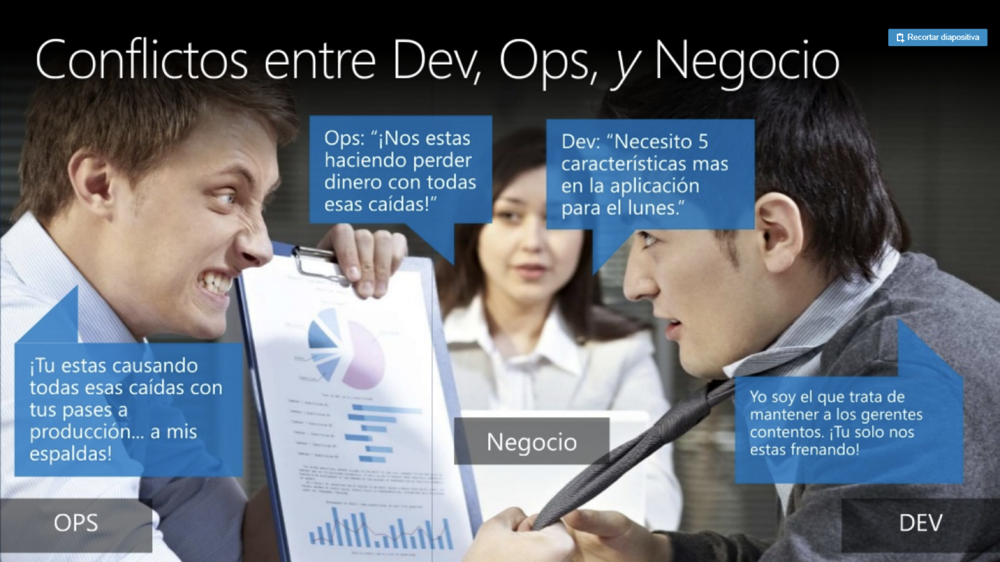 Recortar diapositiva
Conflictos entre Dev, Ops, y Negocio
Ops: “¡Nos estas
haciendo perder
dinero con todas
esas caídas!”
Dev: “Necesito 5
características mas
en la aplicación
para el lunes.”
¡Tu estas causando
todas esas caídas con
tus pases a
producción... a mis
espaldas!
Yo soy el que trata de
mantener a los gerentes
contentos. ¡Tu solo nos
estas frenando!
Negocio
OPS
DEV